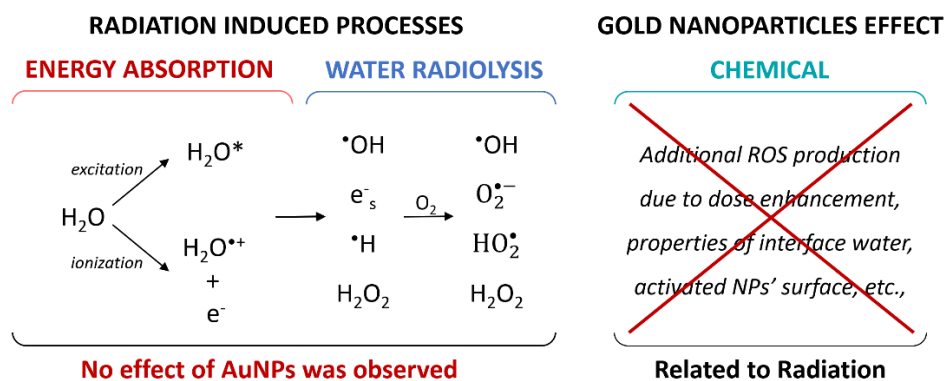 RADIATION INDUCED PROCESSES
ENERGY ABSORPTION
WATER RADIOLYSIS
excitation
H₂O*
H₂O
ionization
H₂O•⁺
+
e⁻
•OH
e⁻ₛ
•H
H₂O₂
O₂
•OH
O₂•⁻
HO₂•
H₂O₂
No effect of AuNPs was observed
GOLD NANOPARTICLES EFFECT
CHEMICAL
Additional ROS production
due to dose enhancement,
properties of interface water,
activated NPs' surface, etc.,
Related to Radiation